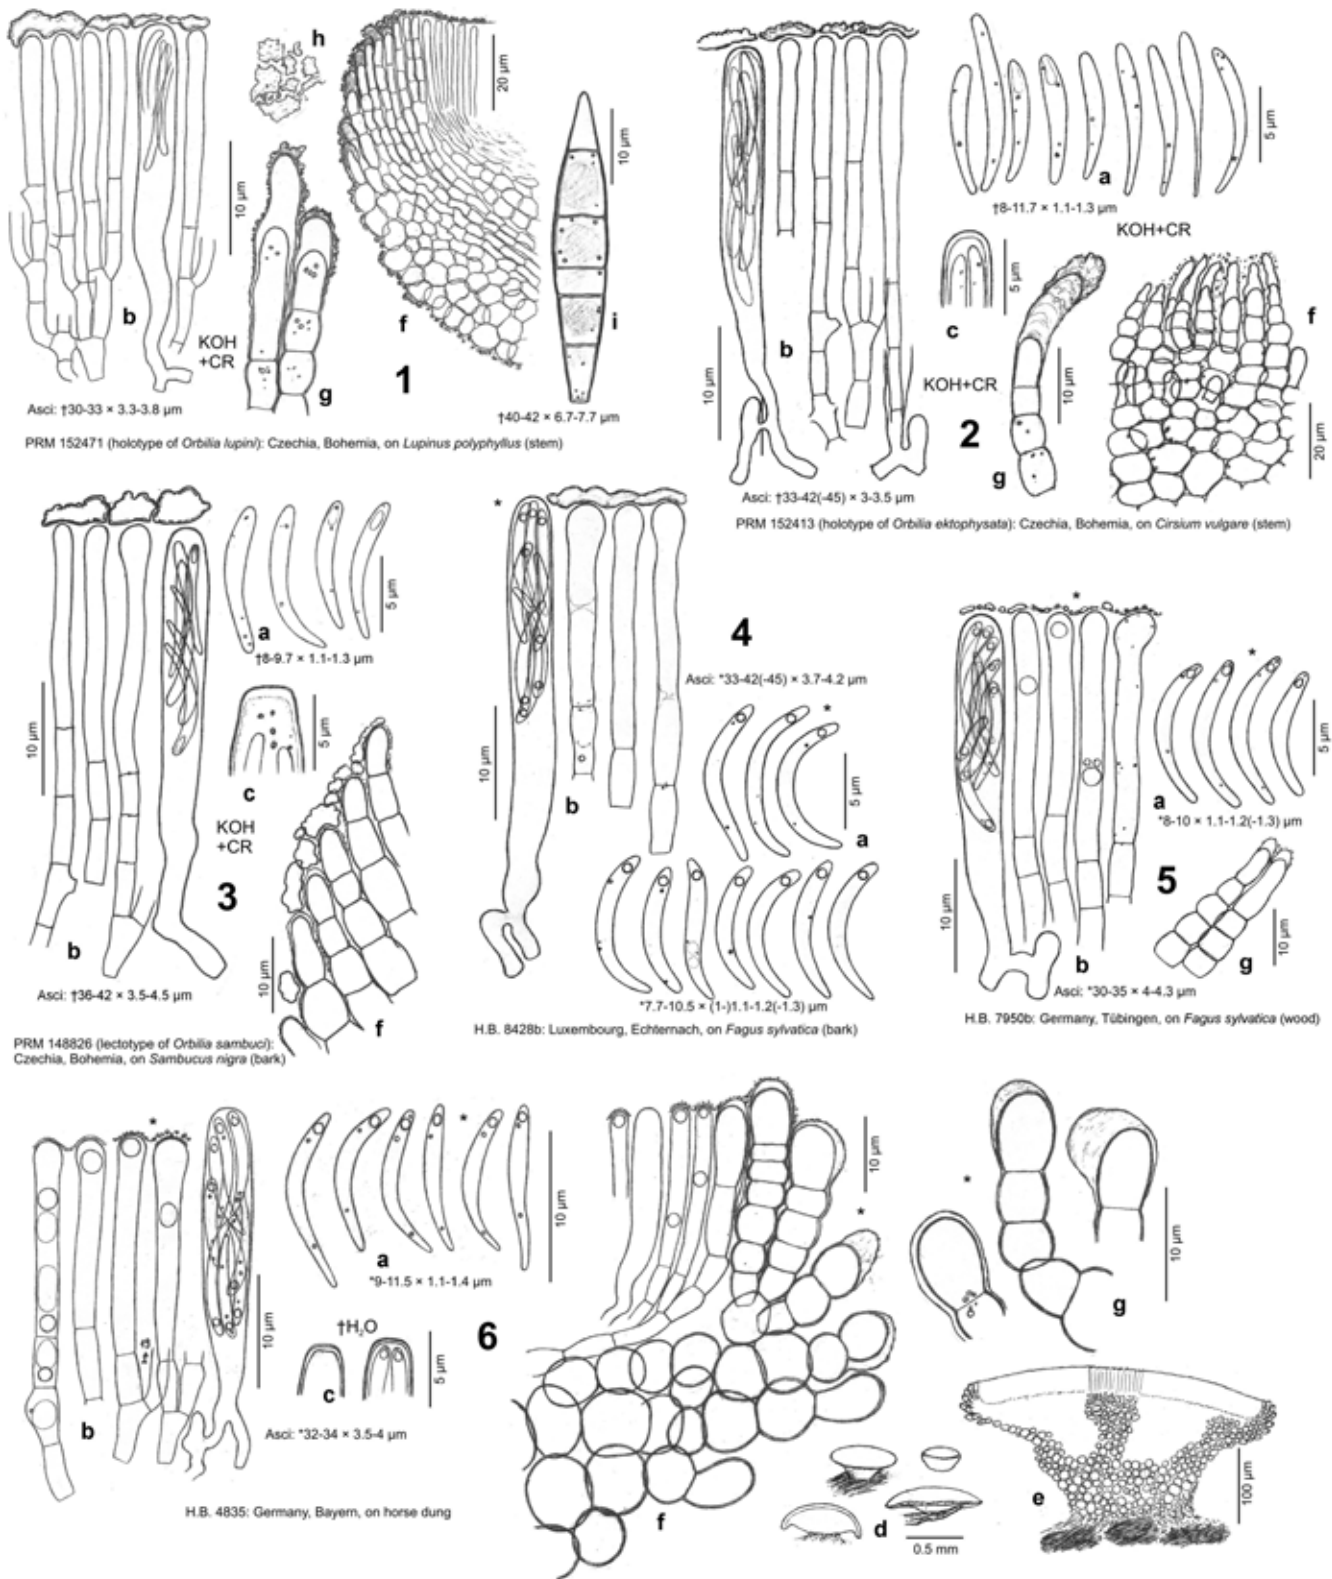 h
20 µm
10 µm
10 µm
b
KOH
+CR
g
f
1
i
Asci: †30-33 × 3.3-3.8 µm
†40-42 × 6.7-7.7 µm
PRM 152471 (holotype of Orbilia lupini): Czechia, Bohemia, on Lupinus polyphyllus (stem)
5 µm
a
†8-11.7 × 1.1-1.3 µm
KOH+CR
5 µm
c
f
b
10 µm
KOH+CR
10 µm
2
g
20 µm
Asci: †33-42(-45) × 3-3.5 µm
PRM 152413 (holotype of Orbilia ektophysata): Czechia, Bohemia, on Cirsium vulgare (stem)
a
5 µm
†8-9.7 × 1.1-1.3 µm
10 µm
5 µm
c
KOH
+CR
3
b
10 µm
f
Asci: †36-42 × 3.5-4.5 µm
PRM 148826 (lectotype of Orbilia sambuci):
Czechia, Bohemia, on Sambucus nigra (bark)
*
4
Asci: *33-42(-45) × 3.7-4.2 µm
*
10 µm
b
5 µm
a
*7.7-10.5 × (1-)1.1-1.2(-1.3) µm
H.B. 8428b: Luxembourg, Echternach, on Fagus sylvatica (bark)
*
*
5 µm
a
*8-10 × 1.1-1.2(-1.3) µm
5
10 µm
b
g
10 µm
Asci: *30-35 × 4-4.3 µm
H.B. 7950b: Germany, Tübingen, on Fagus sylvatica (wood)
*
*
10 µm
a
*9-11.5 × 1.1-1.4 µm
10 µm
†H₂O
c
5 µm
6
b
Asci: *32-34 × 3.5-4 µm
H.B. 4835: Germany, Bayern, on horse dung
10 µm
*
*
10 µm
g
f
d
0.5 mm
e
100 µm